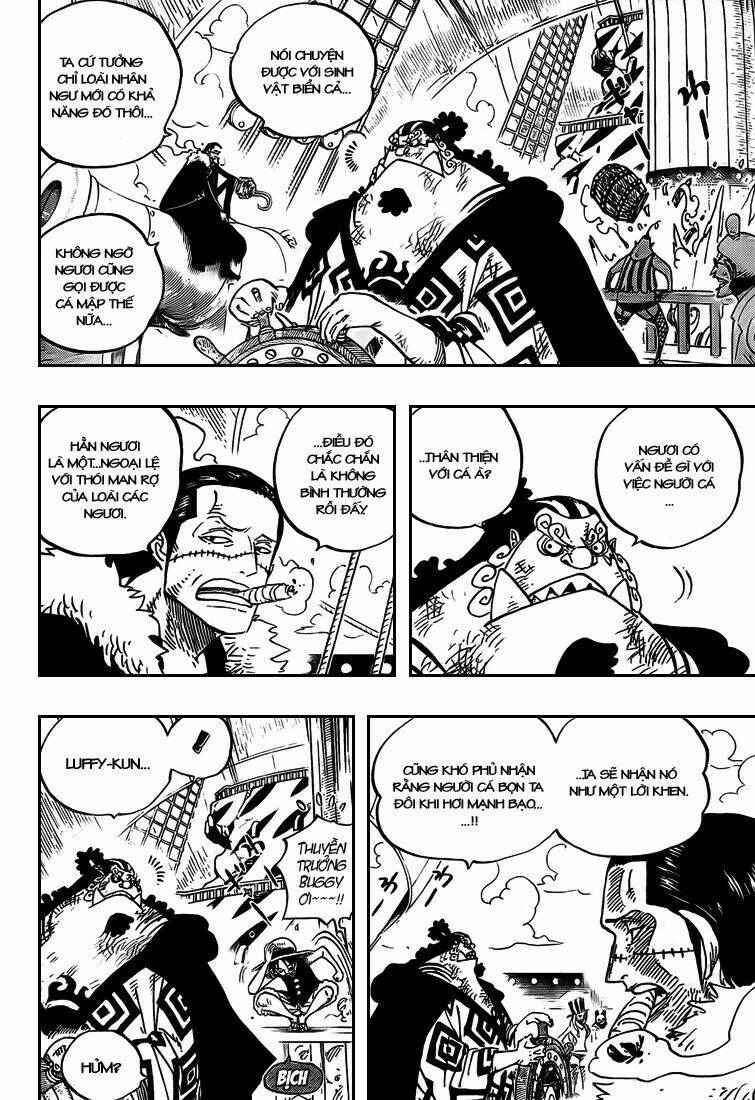 NÓI CHUYỆN
ĐƯỢC VỚI SINH
VẬT BIỂN CẢ...
TA CỨ TƯỞNG
CHỈ LOÀI NHÂN
NGƯ MỚI CÓ KHẢ
NĂNG ĐÓ THÔI...
KHÔNG NGỜ
NGƯƠI CŨNG
GỌI ĐƯỢC
CÁ MẬP THẾ
NỮA...
NGƯƠI CÓ
VẤN ĐỀ GÌ VỚI
VIỆC NGƯỜI CÁ
...
..THÂN THIỆN
VỚI CÁ À?
...ĐIỀU ĐÓ
CHẮC CHẮN
LÀ KHÔNG
BÌNH THƯỜNG
RỒI ĐẤY.
HẲN NGƯƠI
LÀ MỘT..NGOẠI LỆ
VỚI THÓI MAN RỢ
CỦA LOÀI CÁC
NGƯƠI.
..TA SẼ NHẬN NÓ
NHƯ MỘT LỜI KHEN.
CŨNG KHÓ PHỦ NHẬN
RẰNG NGƯỜI CÁ BỌN TA
ĐÔI KHI HƠI MẠNH BẠO...
...!!
!
LUFFY-KUN...
THUYỀN
TRƯỞNG
BUGGY
ƠI~~~!!
HỬM?
BỊCH